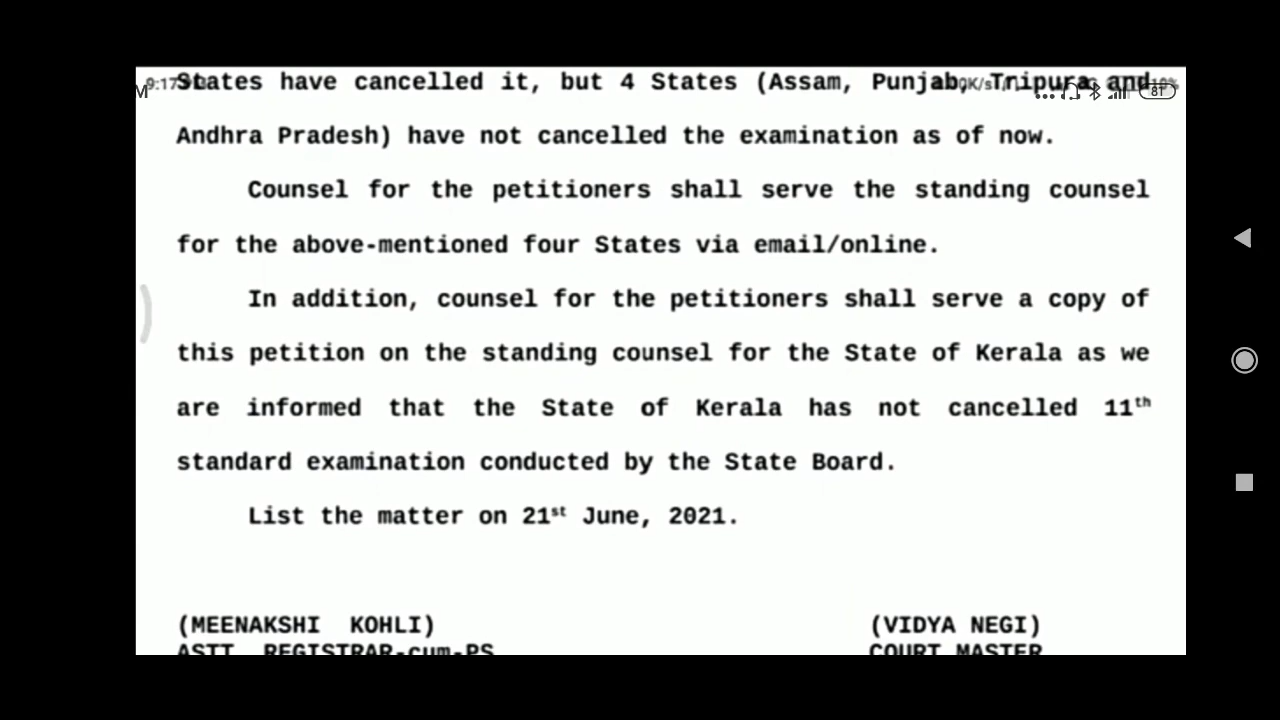 States have cancelled it, but 4 States (Assam, Punjab, Tripura and
Andhra Pradesh) have not cancelled the examination as of now.
Counsel for the petitioners shall serve the standing counsel
for the above-mentioned four States via email/online.
In addition, counsel for the petitioners shall serve a copy of
this petition on the standing counsel for the State of Kerala as we
are informed that the State of Kerala has not cancelled 11th
standard examination conducted by the State Board.
List the matter on 21st June, 2021.
(MEENAKSHI KOHLI) (VIDYA NEGI)
ASTT. REGISTRAR-cum-PS COURT MASTER